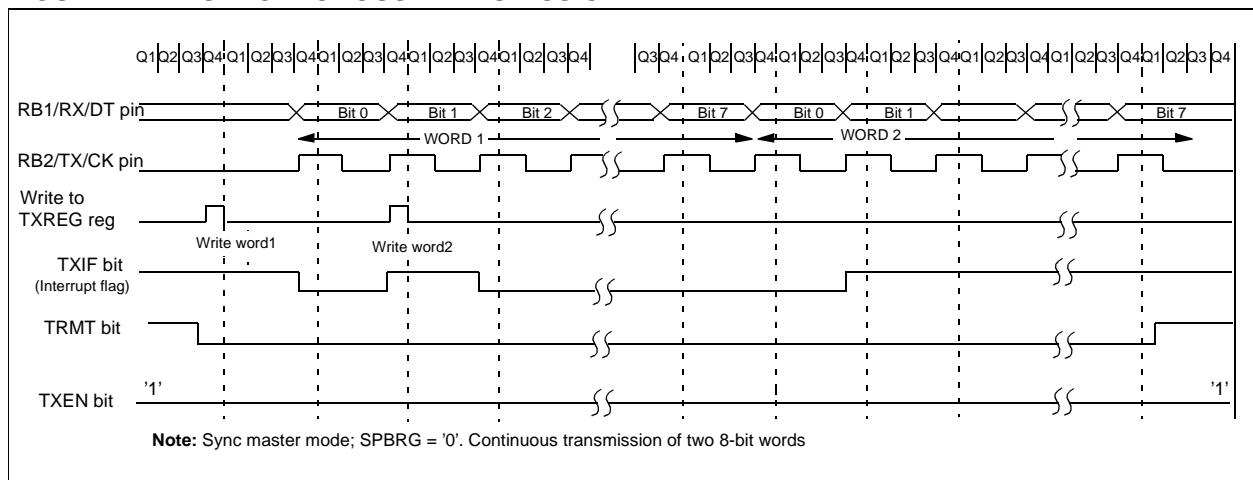 Q1 Q2 Q3 Q4 Q1 Q2 Q3 Q4 Q1 Q2 Q3 Q4 Q1 Q2 Q3 Q4 Q1 Q2 Q3 Q4 Q3 Q4 Q1 Q2 Q3 Q4 Q1 Q2 Q3 Q4 Q1 Q2 Q3 Q4 Q1 Q2 Q3 Q4 Q1 Q2 Q3 Q4 Q1 Q2 Q3 Q4
RB1/RX/DT pin Bit 0 Bit 1 Bit 2 Bit 7 Bit 0 Bit 1 Bit 7
WORD 1 WORD 2
RB2/TX/CK pin
Write to
TXREG reg
Write word1 Write word2
TXIF bit
(Interrupt flag)
TRMT bit
'1' '1'
TXEN bit
Note: Sync master mode; SPBRG = '0'. Continuous transmission of two 8-bit words